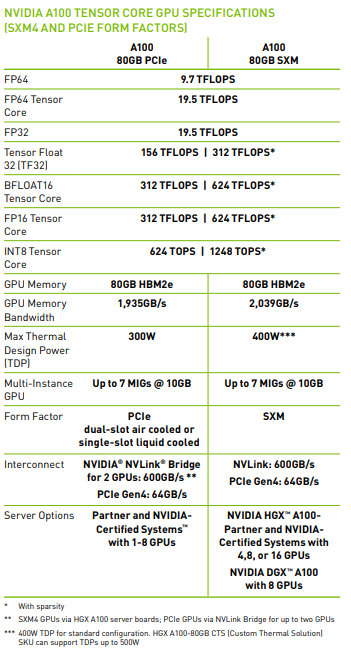 NVIDIA A100 TENSOR CORE GPU SPECIFICATIONS
(SXM4 AND PCIE FORM FACTORS)
A100
80GB PCIe
A100
80GB SXM
FP64
9.7 TFLOPS
FP64 Tensor
Core
19.5 TFLOPS
FP32
19.5 TFLOPS
Tensor Float
32 (TF32)
156 TFLOPS | 312 TFLOPS*
BFLOAT16
Tensor Core
312 TFLOPS | 624 TFLOPS*
FP16 Tensor
Core
312 TFLOPS | 624 TFLOPS*
INT8 Tensor
Core
624 TOPS | 1248 TOPS*
GPU Memory
80GB HBM2e
80GB HBM2e
GPU Memory
Bandwidth
1,935GB/s
2,039GB/s
Max Thermal
Design Power
(TDP)
300W
400W***
Multi-Instance
GPU
Up to 7 MIGs @ 10GB
Up to 7 MIGs @ 10GB
Form Factor
PCIe
dual-slot air cooled or
single-slot liquid cooled
SXM
Interconnect
NVIDIA® NVLink® Bridge
for 2 GPUs: 600GB/s **
PCIe Gen4: 64GB/s
NVLink: 600GB/s
PCIe Gen4: 64GB/s
Server Options
Partner and NVIDIA-
Certified Systems™
with 1-8 GPUs
NVIDIA HGX™ A100-
Partner and NVIDIA-
Certified Systems with
4,8, or 16 GPUs
NVIDIA DGX™ A100
with 8 GPUs
* With sparsity
** SXM4 GPUs via HGX A100 server boards; PCIe GPUs via NVLink Bridge for up to two GPUs
*** 400W TDP for standard configuration. HGX A100-80GB CTS (Custom Thermal Solution)
SKU can support TDPs up to 500W